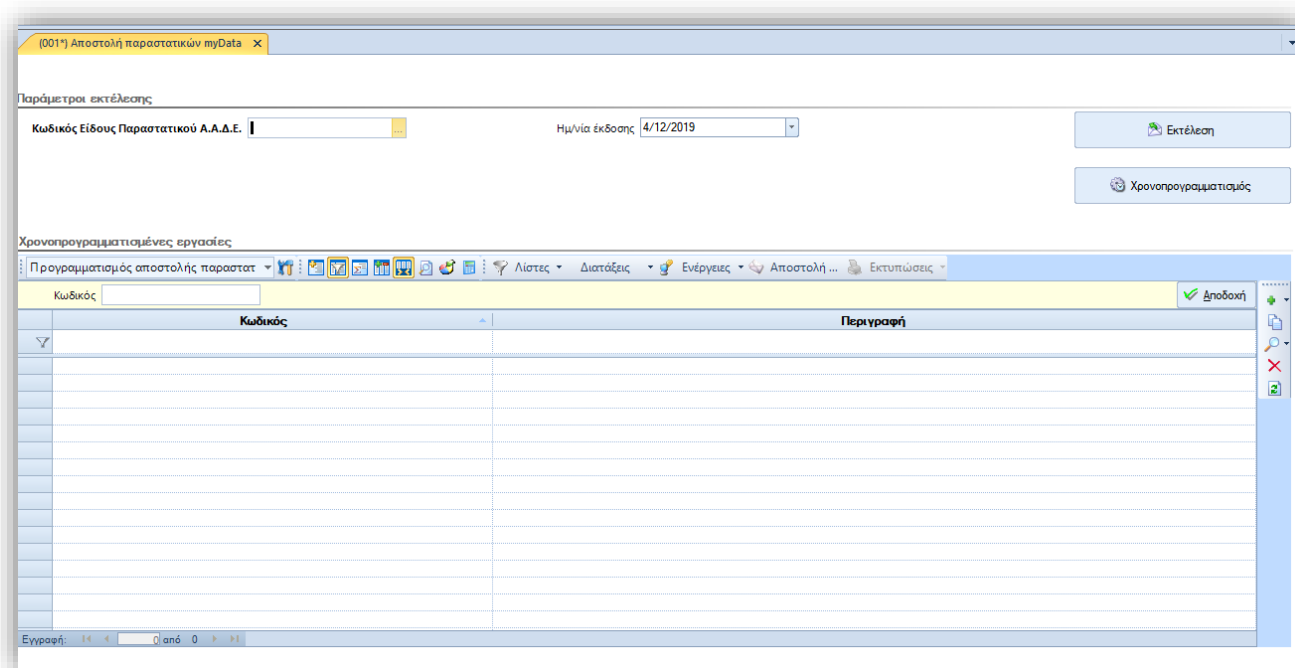 (001*) Αποστολή παραστατικών myData
Παράμετροι εκτέλεσης
Κωδικός Είδους Παραστατικού Α.Α.Δ.Ε. ... Ημ/νία έκδοσης 4/12/2019 Εκτέλεση
Χρονοπρογραμματισμός
Χρονοπρογραμματισμένες εργασίες
Προγραμματισμός αποστολής παραστατ Λίστες Διατάξεις Ενέργειες Αποστολή ... Εκτυπώσεις
Κωδικός Αποδοχή
Κωδικός Περιγραφή
Εγγραφή: 0 από 0